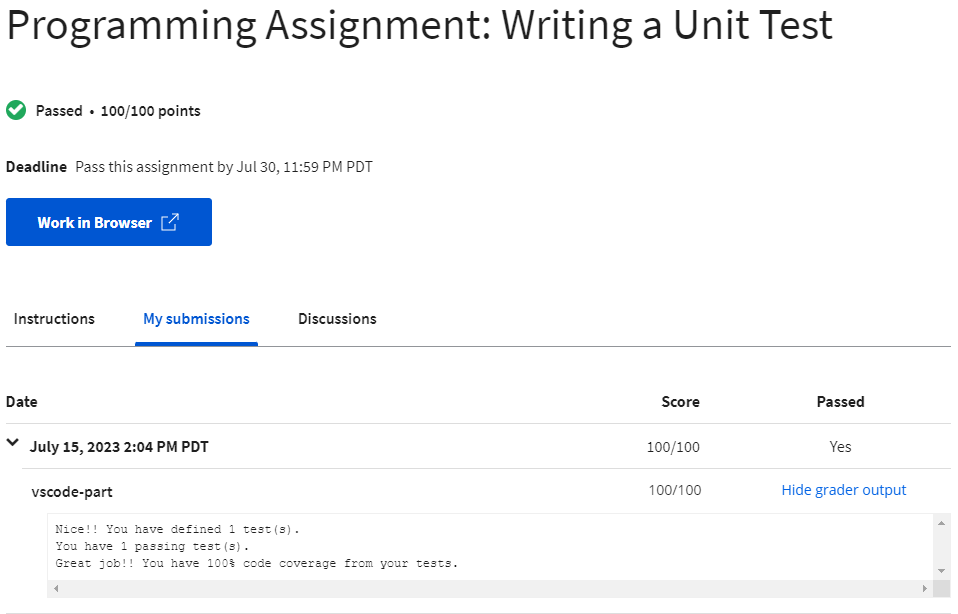 Programming Assignment: Writing a Unit Test
Passed • 100/100 points
Deadline Pass this assignment by Jul 30, 11:59 PM PDT
Work in Browser
Instructions My submissions Discussions
Date Score Passed
July 15, 2023 2:04 PM PDT 100/100 Yes
vscode-part 100/100 Hide grader output
Nice!! You have defined 1 test(s).
You have 1 passing test(s).
Great job!! You have 100% code coverage from your tests.